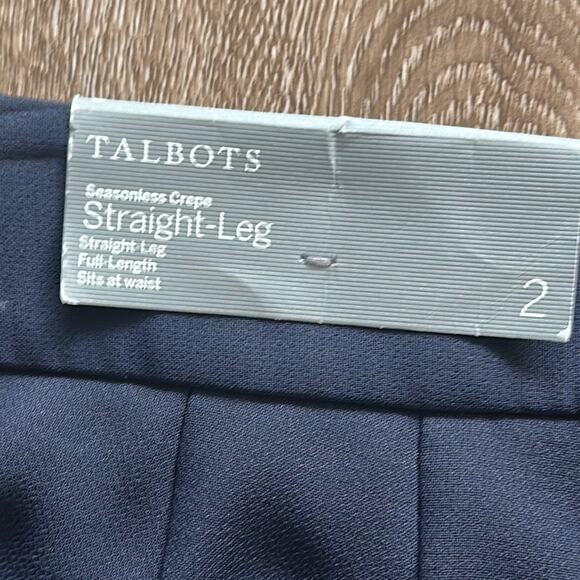 TALBOTS
Seasonless Crepe
Straight-Leg
Straight-Leg
Full-Length
Sits at waist
2